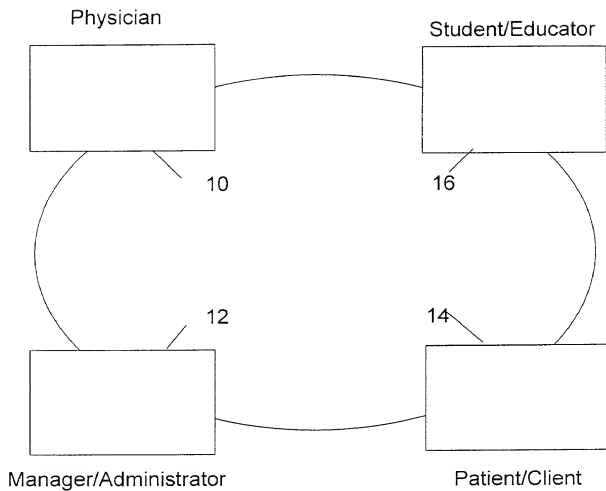 Physician
Student/Educator
10
16
12
14
Manager/Administrator
Patient/Client